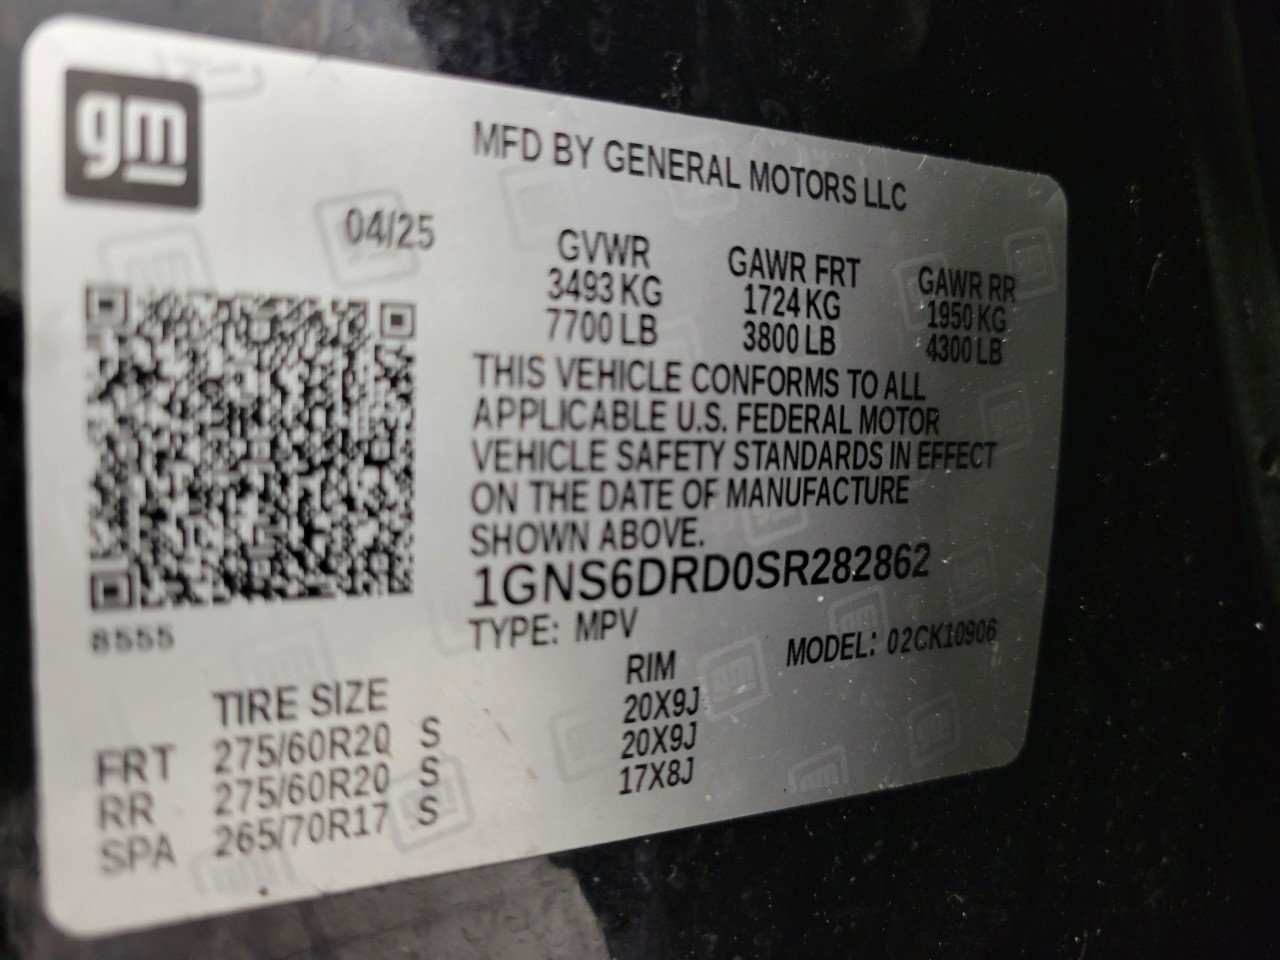 gm
MFD BY GENERAL MOTORS LLC
04/25
GVWR GAWR FRT GAWR RR
3493 KG 1724 KG 1950 KG
7700 LB 3800 LB 4300 LB
THIS VEHICLE CONFORMS TO ALL
APPLICABLE U.S. FEDERAL MOTOR
VEHICLE SAFETY STANDARDS IN EFFECT
ON THE DATE OF MANUFACTURE
SHOWN ABOVE.
1GNS6DRD0SR282862
8555
TYPE: MPV MODEL: 02CK10906
TIRE SIZE RIM
FRT 275/60R20 S 20X9J
RR 275/60R20 S 20X9J
SPA 265/70R17 S 17X8J